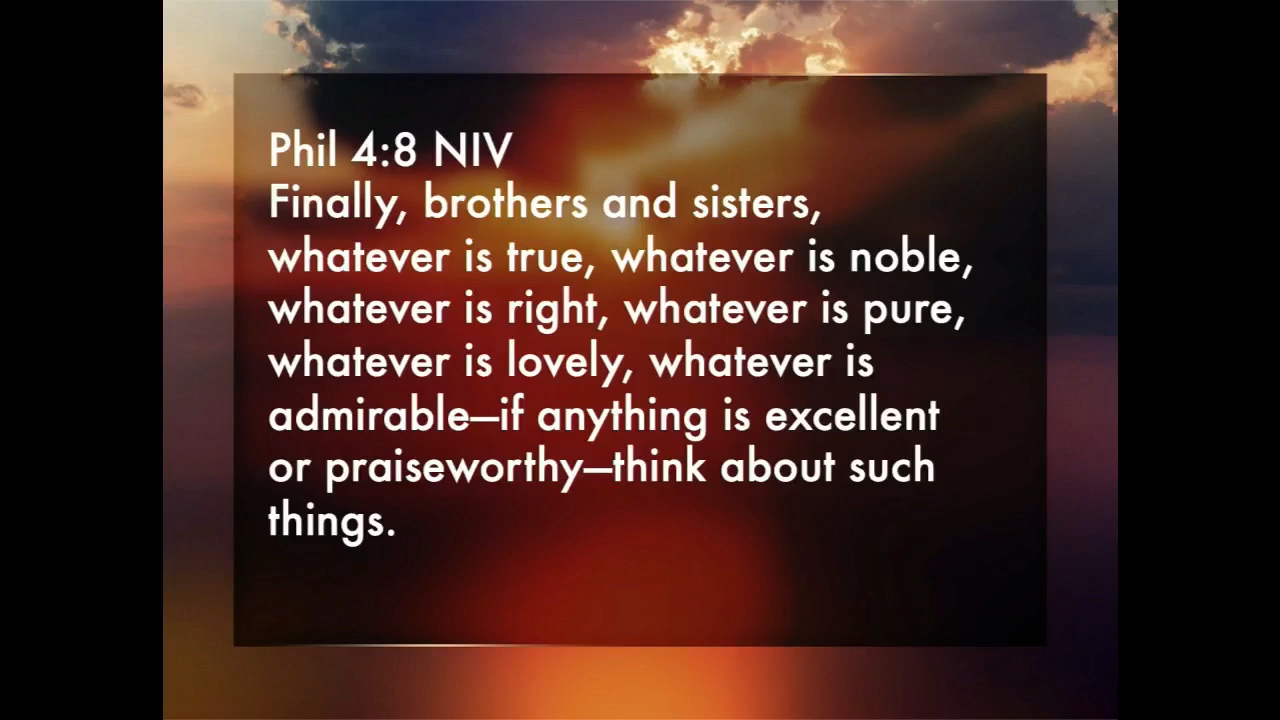 Phil 4:8 NIV
Finally, brothers and sisters,
whatever is true, whatever is noble,
whatever is right, whatever is pure,
whatever is lovely, whatever is
admirable—if anything is excellent
or praiseworthy—think about such
things.